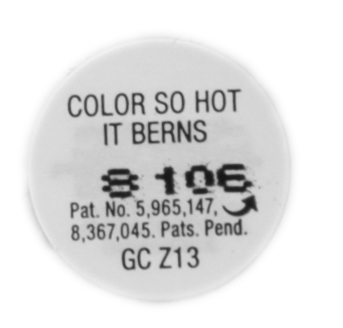 COLOR SO HOT
IT BERNS
8106
Pat. No. 5,965,147,
8,367,045. Pats. Pend.
GC Z13